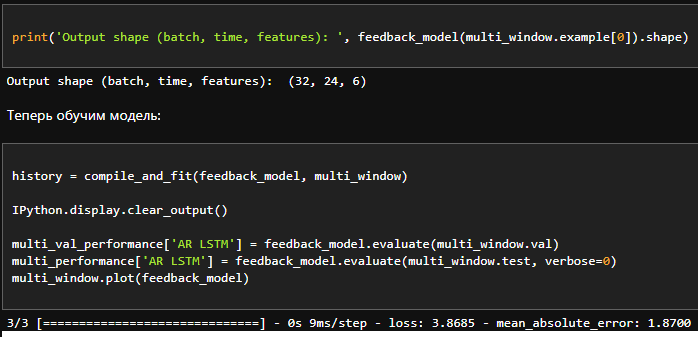 print('Output shape (batch, time, features): ', feedback_model(multi_window.example[0]).shape)
Output shape (batch, time, features):  (32, 24, 6)
Теперь обучим модель:
history = compile_and_fit(feedback_model, multi_window)
IPython.display.clear_output()
multi_val_performance['AR LSTM'] = feedback_model.evaluate(multi_window.val)
multi_performance['AR LSTM'] = feedback_model.evaluate(multi_window.test, verbose=0)
multi_window.plot(feedback_model)
3/3 [==============================] - 0s 9ms/step - loss: 3.8685 - mean_absolute_error: 1.8700